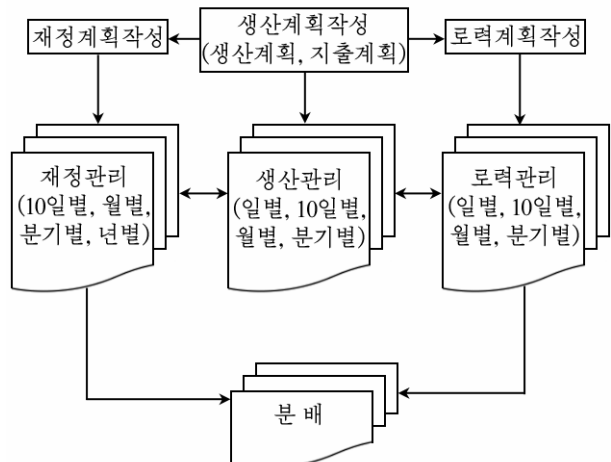 재정계획작성
생산계획작성
(생산계획, 지출계획)
로력계획작성
재정관리
(10일별, 월별,
분기별, 년별)
생산관리
(일별, 10일별,
월별, 분기별)
로력관리
(일별, 10일별,
월별, 분기별)
분 배